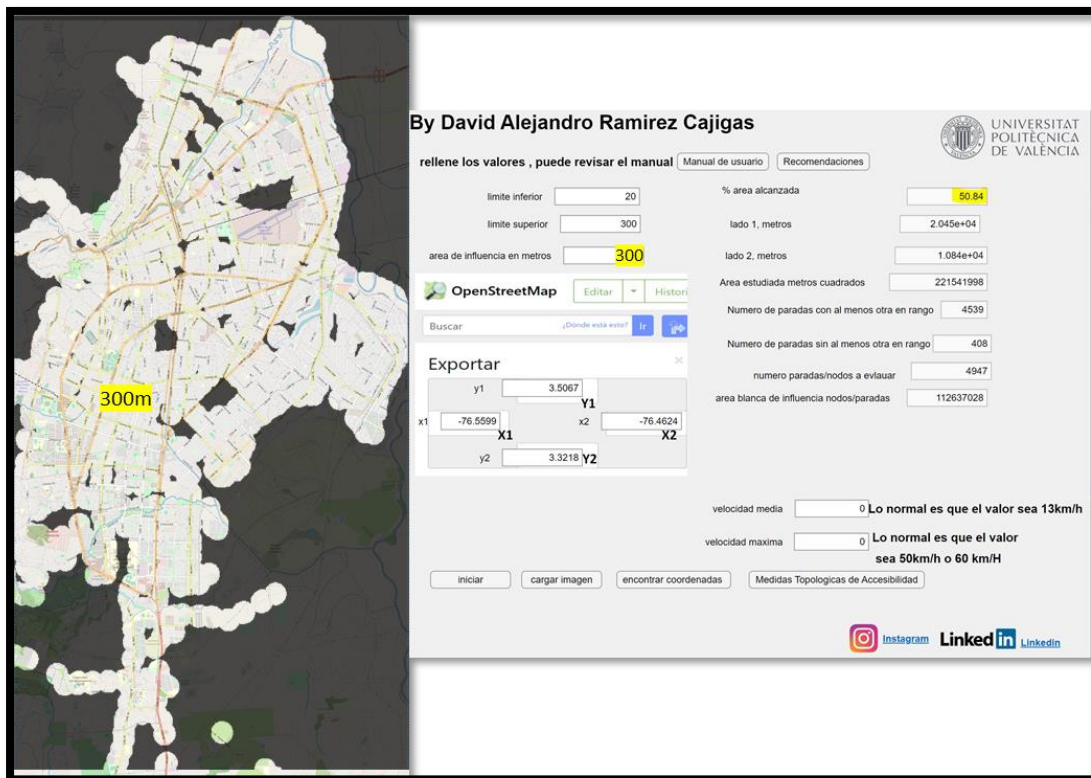 300m
By David Alejandro Ramirez Cajigas
UNIVERSITAT
POLITÈCNICA
DE VALÈNCIA
rellene los valores , puede revisar el manual Manual de usuario Recomendaciones
limite inferior 20
limite superior 300
area de influencia en metros 300
% area alcanzada 50.84
lado 1, metros 2.045e+04
lado 2, metros 1.084e+04
Area estudiada metros cuadrados 221541998
Numero de paradas con al menos otra en rango 4539
Numero de paradas sin al menos otra en rango 408
numero paradas/nodos a evlauar 4947
area blanca de influencia nodos/paradas 112637028
OpenStreetMap Editar Histori
Buscar ¿Dónde está esto? Ir
Exportar
y1 3.5067
Y1
x1 -76.5599 x2 -76.4624
X1 X2
y2 3.3218 Y2
velocidad media 0 Lo normal es que el valor sea 13km/h
velocidad maxima 0 Lo normal es que el valor
sea 50km/h o 60 km/H
iniciar cargar imagen encontrar coordenadas Medidas Topologicas de Accesibilidad
Instagram Linked in Linkedin